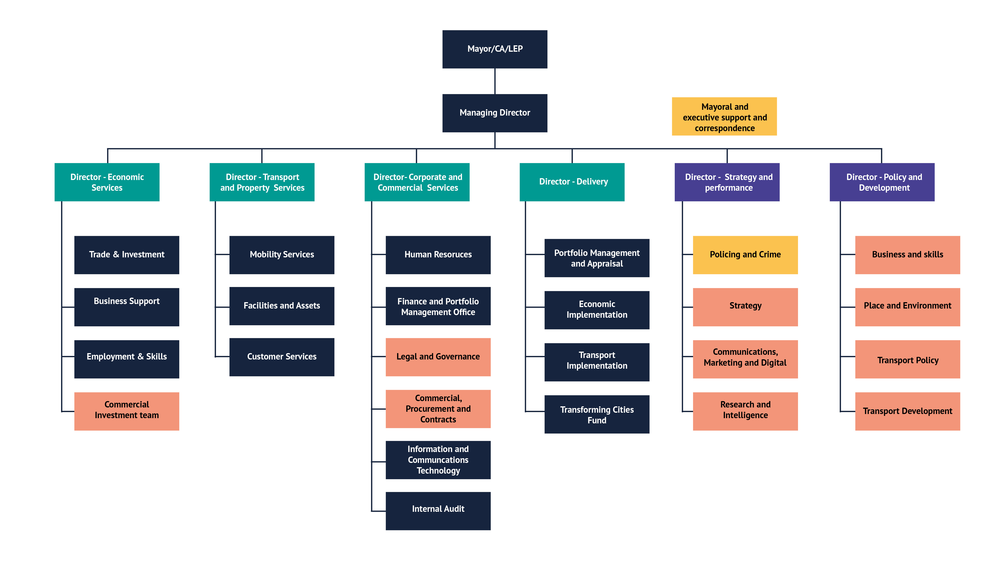 Mayor/CA/LEP
Managing Director
Mayoral and
executive support and
correspondence
Director - Economic
Services
Director - Transport
and Property Services
Director- Corporate and
Commercial Services
Director - Delivery
Director - Strategy and
performance
Director - Policy and
Development
Trade & Investment
Business Support
Employment & Skills
Commercial
Investment team
Mobility Services
Facilities and Assets
Customer Services
Human Resoruces
Finance and Portfolio
Management Office
Legal and Governance
Commercial,
Procurement and
Contracts
Information and
Communcations
Technology
Internal Audit
Portfolio Management
and Appraisal
Economic
Implementation
Transport
Implementation
Transforming Cities
Fund
Policing and Crime
Strategy
Communications,
Marketing and Digital
Research and
Intelligence
Business and skills
Place and Environment
Transport Policy
Transport Development